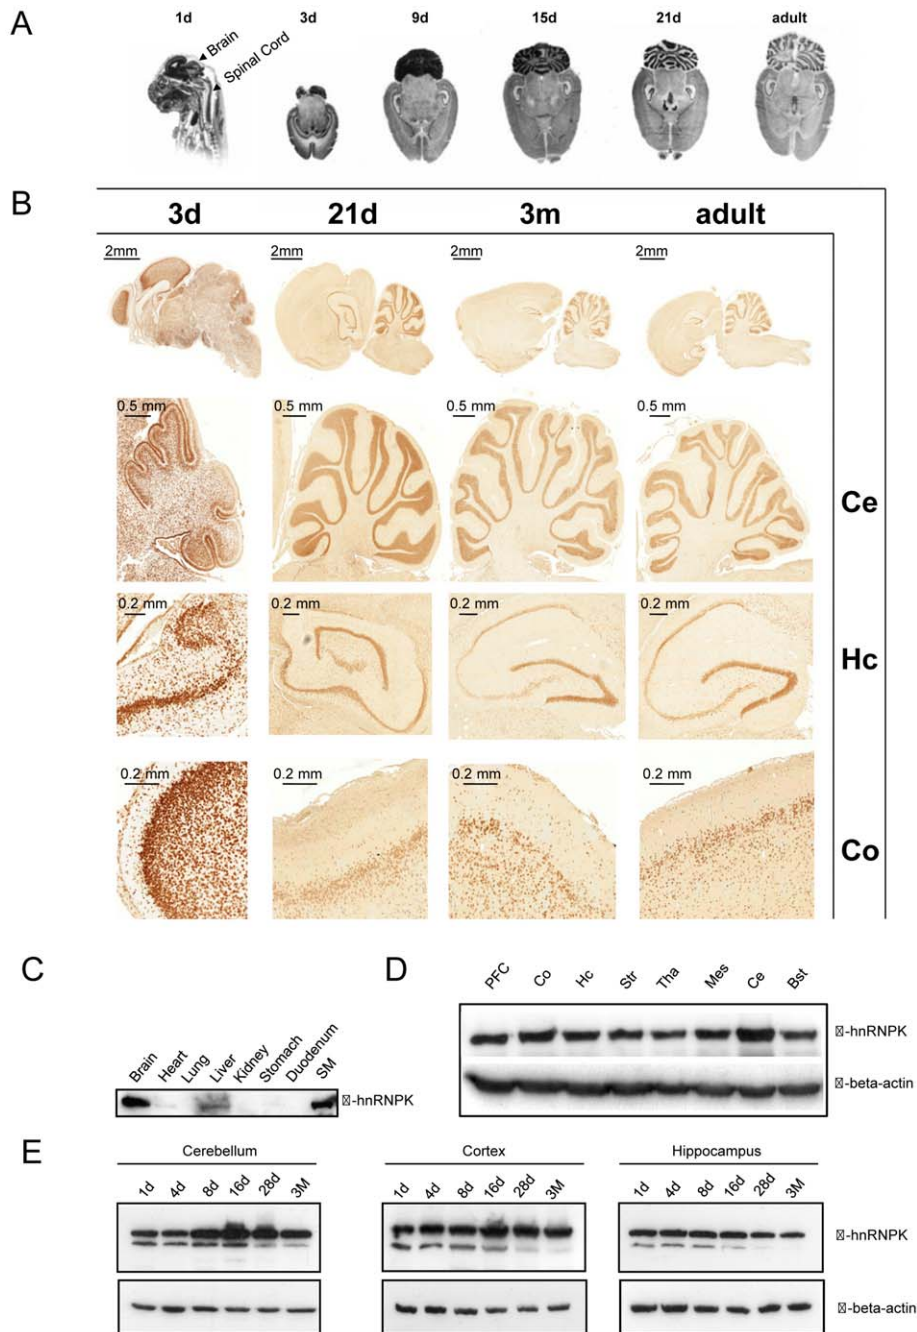 A
1d 3d 9d 15d 21d adult
Brain
Spinal Cord
B
3d 21d 3m adult
2mm 2mm 2mm 2mm
0.5 mm 0.5 mm 0.5 mm 0.5 mm
Ce
0.2 mm 0.2 mm 0.2 mm 0.2 mm
Hc
0.2 mm 0.2 mm 0.2 mm 0.2 mm
Co
C
Brain Heart Lung Liver Kidney Stomach Duodenum SM
-hnRNPK
D
PFC Co Hc Str Tha Mes Ce Bst
-hnRNPK
-beta-actin
E
Cerebellum Cortex Hippocampus
1d 4d 8d 16d 28d 3M 1d 4d 8d 16d 28d 3M 1d 4d 8d 16d 28d 3M
-hnRNPK
-beta-actin